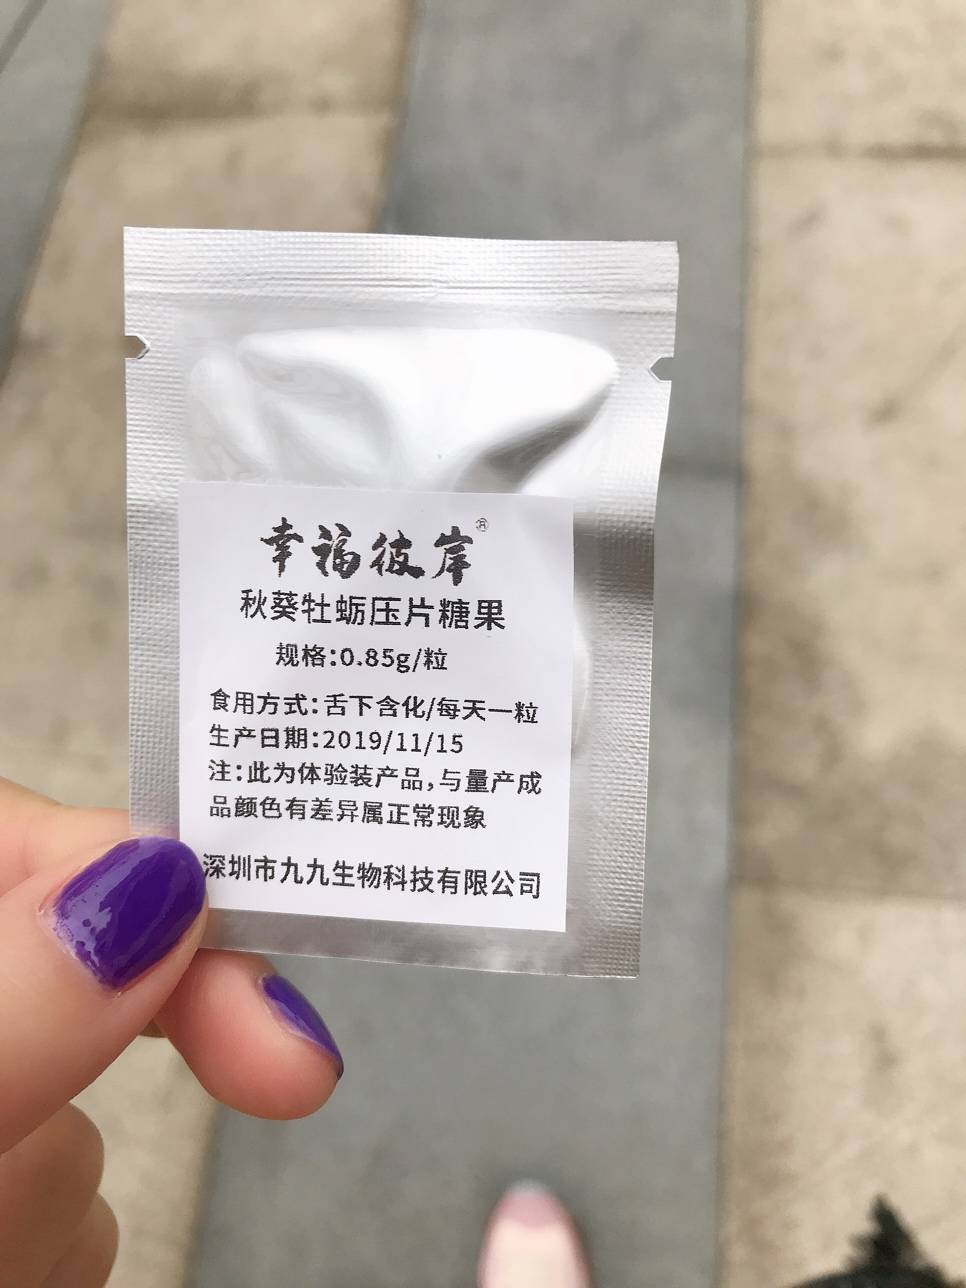 幸福彼岸®
秋葵牡蛎压片糖果
规格:0.85g/粒
食用方式:舌下含化/每天一粒
生产日期:2019/11/15
注:此为体验装产品,与量产成
品颜色有差异属正常现象
深圳市九九生物科技有限公司